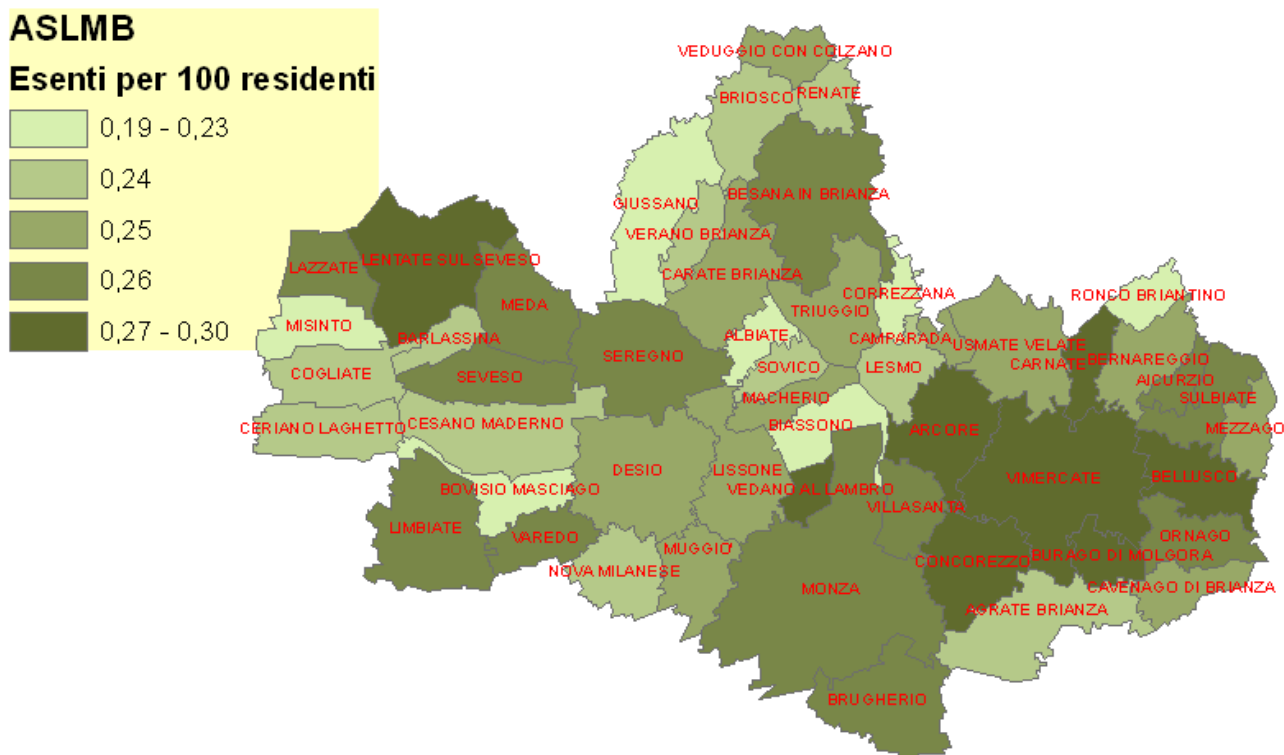 ASLMB
Esenti per 100 residenti
0,19 - 0,23
0,24
0,25
0,26
0,27 - 0,30
VEDUGGIO CON COLZANO
BRIOSCO
RENATE
BESANA IN BRIANZA
GIUSSANO
VERANO BRIANZA
CARATE BRIANZA
LAZZATE
LENTATE SUL SEVESO
MEDA
MISINTO
BARLASSINA
COGLIATE
SEVESO
SEREGNO
ALBIATE
TRIUGGIO
CORREZZANA
CAMPARADA
USMATE VELATE
RONCO BRIANTINO
CARNATE
BERNAREGGIO
SOVICO
LESMO
AICURZIO
SULBIATE
MACHERIO
CERIANO LAGHETTO
CESANO MADERNO
BIASSONO
ARCORE
MEZZAGO
DESIO
LISSONE
VIMERCATE
BELLUSCO
BOVISIO MASCIAGO
VEDANO AL LAMBRO
VILLASANTA
LIMBIATE
VAREDO
ORNAGO
MUGGIO'
CONCOREZZO
BURAGO DI MOLGORA
NOVA MILANESE
MONZA
CAVENAGO DI BRIANZA
AGRATE BRIANZA
BRUGHERIO